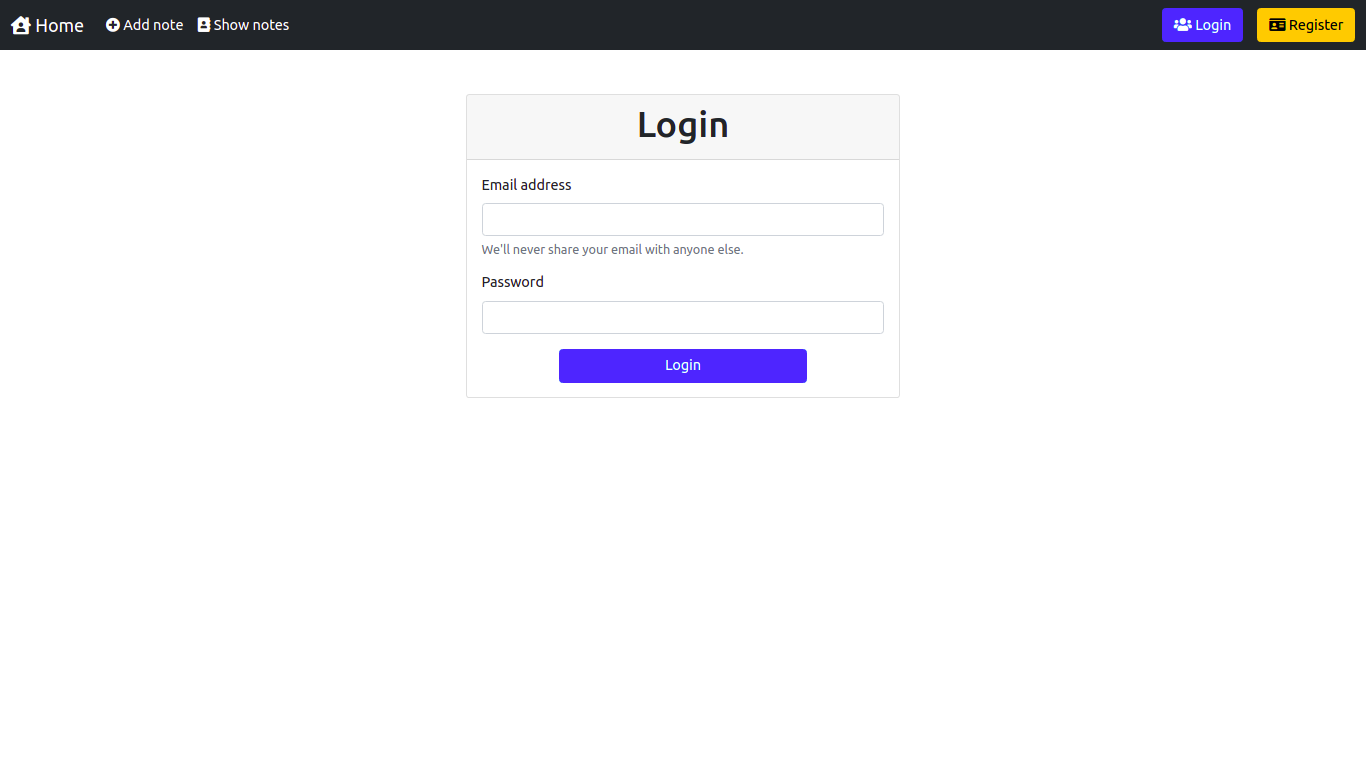 Home Add note Show notes Login Register
Login
Email address
We'll never share your email with anyone else.
Password
Login